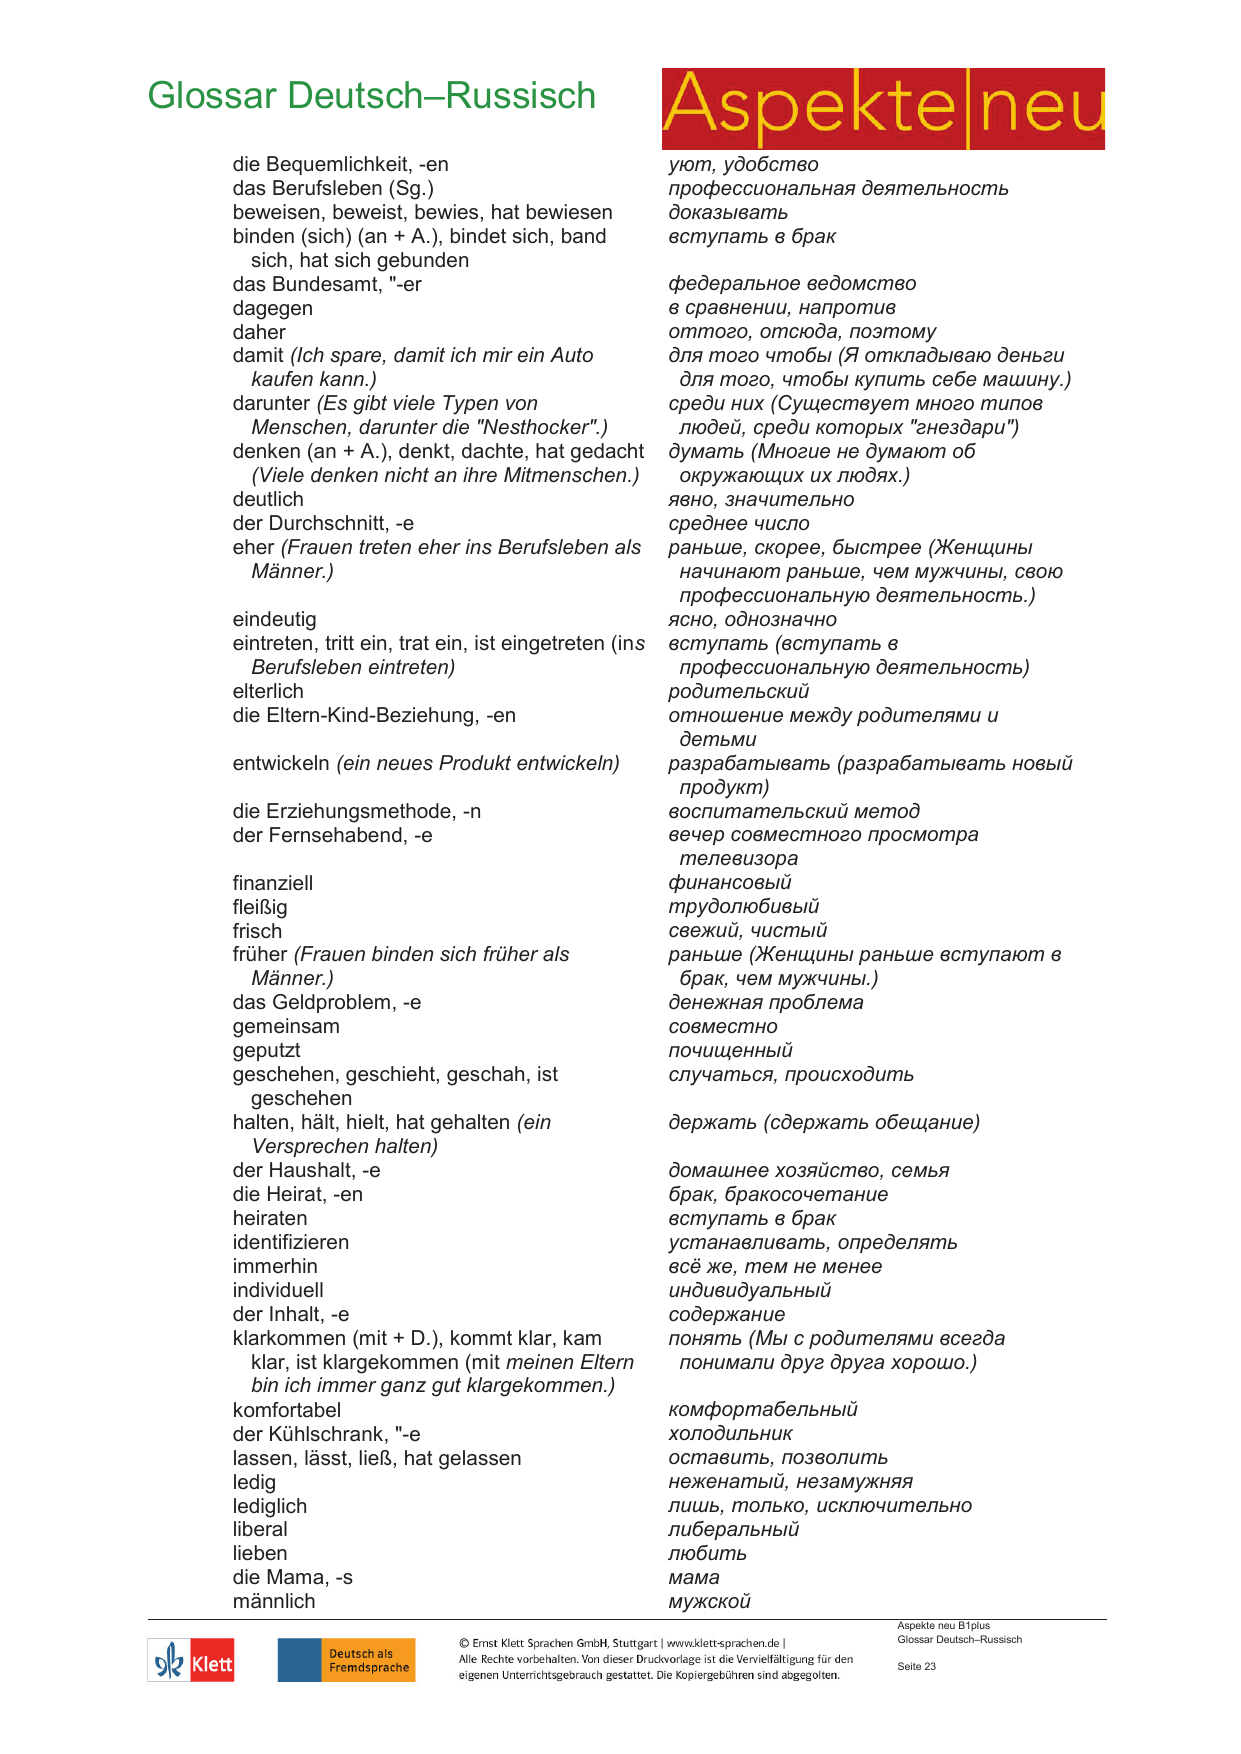 Glossar Deutsch–Russisch
Aspekte|neu
die Bequemlichkeit, -en уют, удобство
das Berufsleben (Sg.) профессиональная деятельность
beweisen, beweist, bewies, hat bewiesen доказывать
binden (sich) (an + A.), bindet sich, band вступать в брак
sich, hat sich gebunden
das Bundesamt, "-er федеральное ведомство
dagegen в сравнении, напротив
daher оттого, отсюда, поэтому
damit (Ich spare, damit ich mir ein Auto для того чтобы (Я откладываю деньги
kaufen kann.) для того, чтобы купить себе машину.)
darunter (Es gibt viele Typen von среди них (Существует много типов
Menschen, darunter die "Nesthocker".) людей, среди которых "гнездари")
denken (an + A.), denkt, dachte, hat gedacht думать (Многие не думают об
(Viele denken nicht an ihre Mitmenschen.) окружающих их людях.)
deutlich явно, значительно
der Durchschnitt, -e среднее число
eher (Frauen treten eher ins Berufsleben als раньше, скорее, быстрее (Женщины
Männer.) начинают раньше, чем мужчины, свою
профессиональную деятельность.)
eindeutig ясно, однозначно
eintreten, tritt ein, trat ein, ist eingetreten (ins вступать (вступать в
Berufsleben eintreten) профессиональную деятельность)
elterlich родительский
die Eltern-Kind-Beziehung, -en отношение между родителями и
детьми
entwickeln (ein neues Produkt entwickeln) разрабатывать (разрабатывать новый
продукт)
die Erziehungsmethode, -n воспитательский метод
der Fernsehabend, -e вечер совместного просмотра
телевизора
finanziell финансовый
fleißig трудолюбивый
frisch свежий, чистый
früher (Frauen binden sich früher als раньше (Женщины раньше вступают в
Männer.) брак, чем мужчины.)
das Geldproblem, -e денежная проблема
gemeinsam совместно
geputzt почищенный
geschehen, geschieht, geschah, ist случаться, происходить
geschehen
halten, hält, hielt, hat gehalten (ein держать (сдержать обещание)
Versprechen halten)
der Haushalt, -e домашнее хозяйство, семья
die Heirat, -en брак, бракосочетание
heiraten вступать в брак
identifizieren устанавливать, определять
immerhin всё же, тем не менее
individuell индивидуальный
der Inhalt, -e содержание
klarkommen (mit + D.), kommt klar, kam понять (Мы с родителями всегда
klar, ist klargekommen (mit meinen Eltern понимали друг друга хорошо.)
bin ich immer ganz gut klargekommen.)
komfortabel комфортабельный
der Kühlschrank, "-e холодильник
lassen, lässt, ließ, hat gelassen оставить, позволить
ledig неженатый, незамужняя
lediglich лишь, только, исключительно
liberal либеральный
lieben любить
die Mama, -s мама
männlich мужской
Klett
Deutsch als
Fremdsprache
© Ernst Klett Sprachen GmbH, Stuttgart | www.klett-sprachen.de |
Alle Rechte vorbehalten. Von dieser Druckvorlage ist die Vervielfältigung für den
eigenen Unterrichtsgebrauch gestattet. Die Kopiergebühren sind abgegolten.
Aspekte neu B1plus
Glossar Deutsch–Russisch
Seite 23